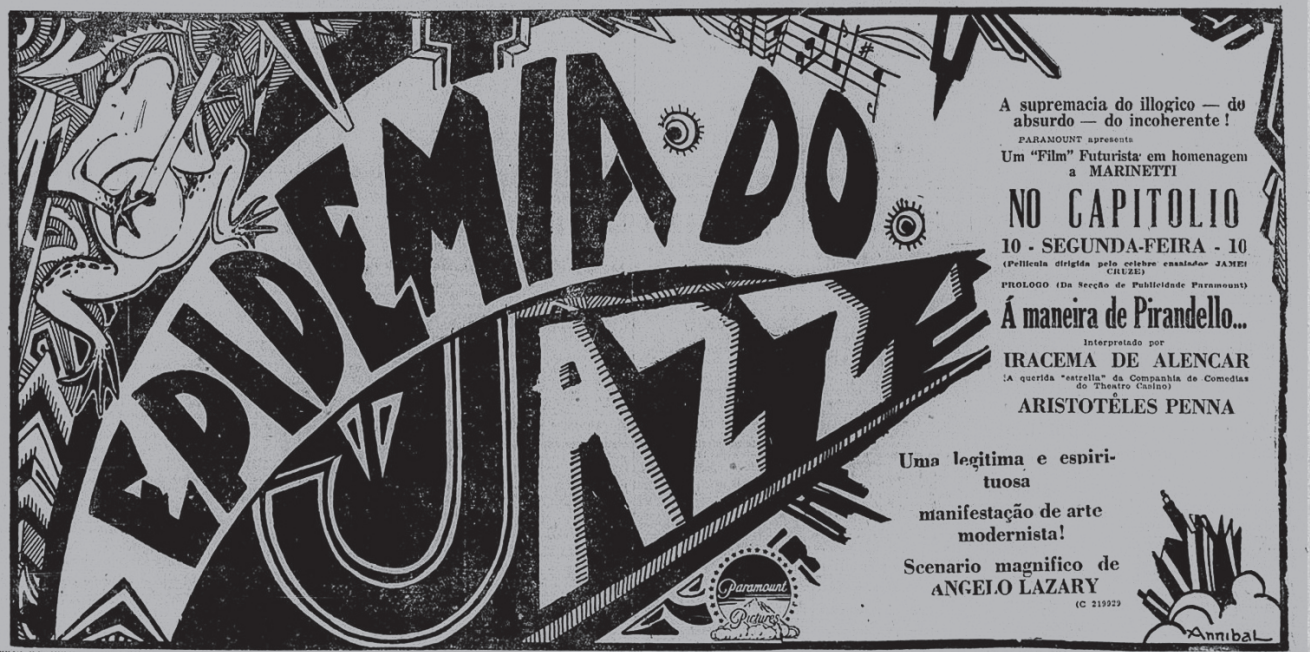 EPIDEMIA DO
JAZZ
A supremacia do illogico — do
absurdo — do incoherente !
PARAMOUNT apresenta
Um "Film" Futurista em homenagem
a MARINETTI
NO CAPITOLIO
10 - SEGUNDA-FEIRA - 10
(Pellicula dirigida pelo celebre ensaiador JAMES
CRUZE)
PROLOGO (Da Secção de Publicidade Paramount)
Á maneira de Pirandello...
Interpretado por
IRACEMA DE ALENCAR
(A querida "estrella" da Companhia de Comedias
do Theatro Casino)
e
ARISTOTELES PENNA
Uma legitima e espiri-
tuosa
manifestação de arte
modernista!
Scenario magnifico de
ANGELO LAZARY
(C 219929
Paramount
Pictures
Annibal